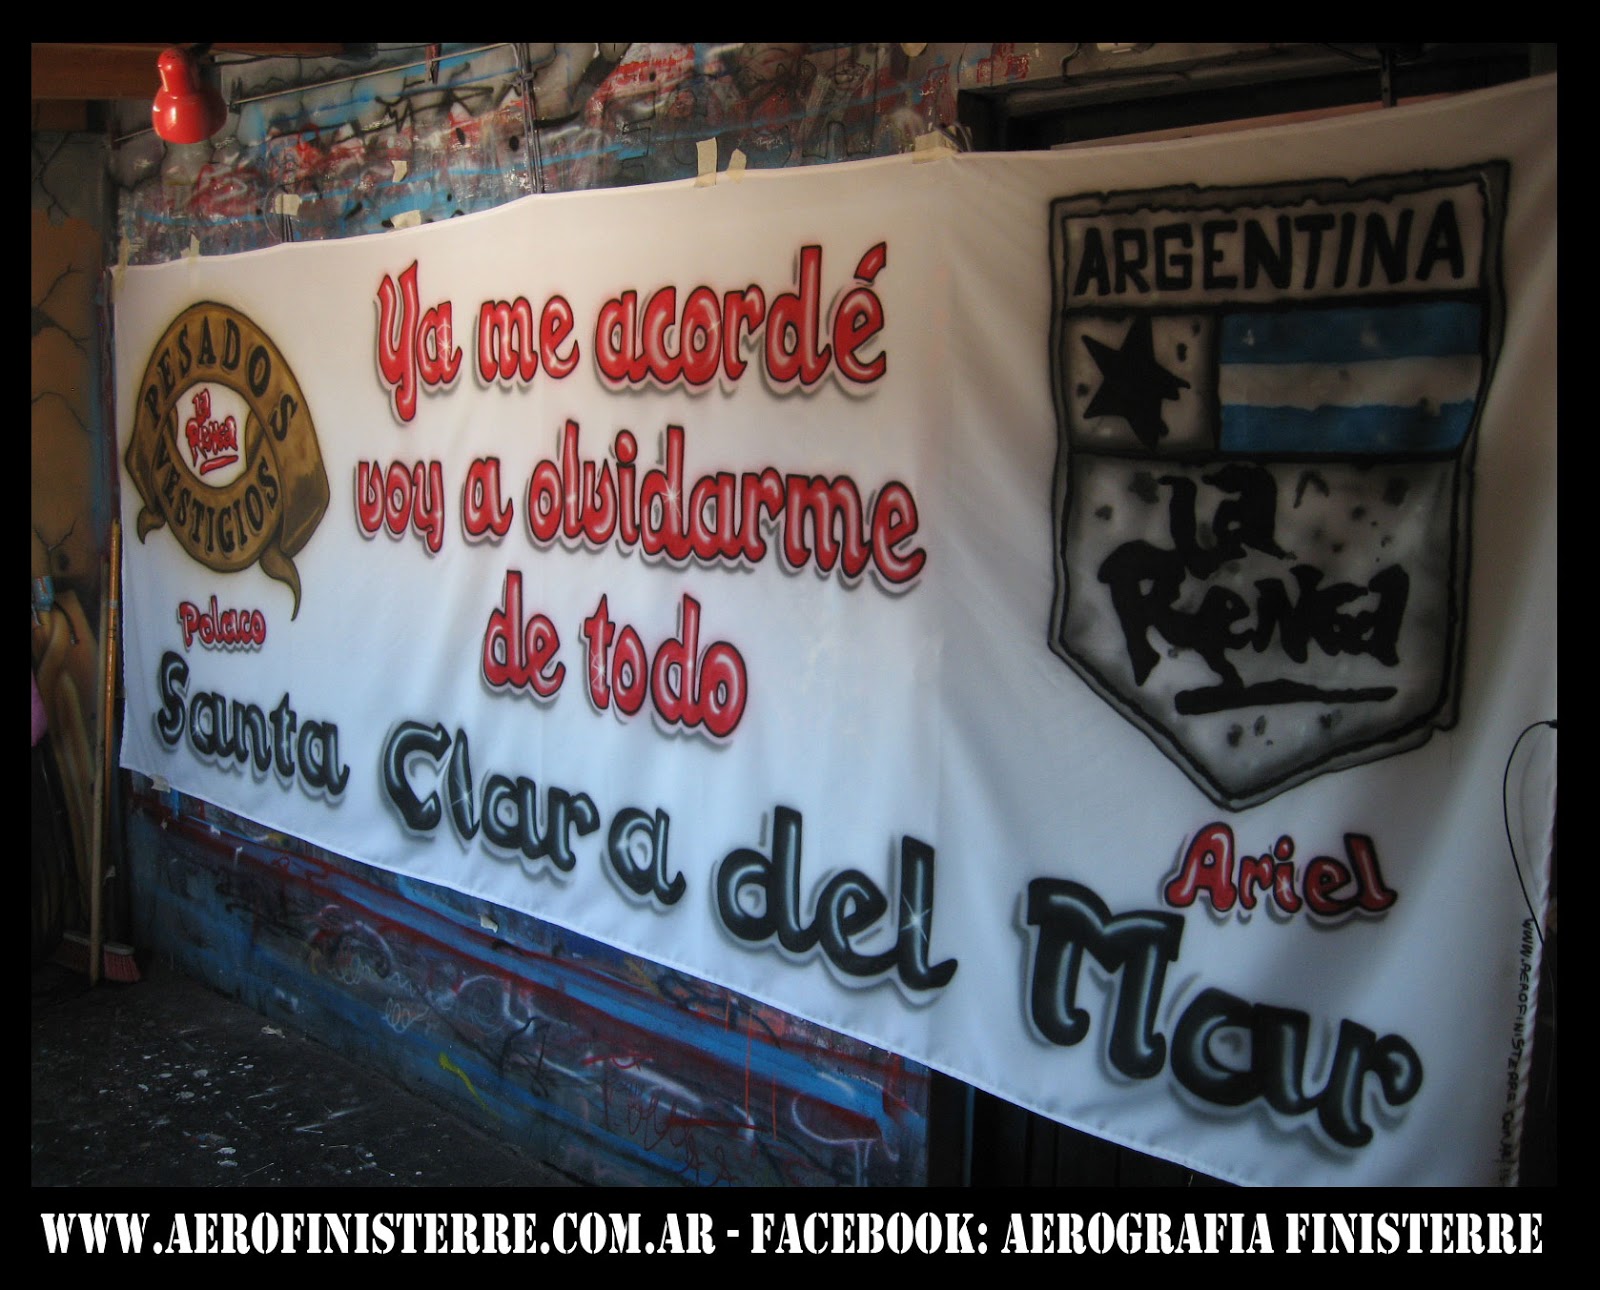 PESADOS
La Renga
VESTIGIOS
Polaco
Ya me acordé
voy a olvidarme
de todo
Santa Clara del Mar
ARGENTINA
La Renga
Ariel
WWW.AEROFINISTERRE.COM.AR - FACEBOOK: AEROGRAFIA FINISTERRE